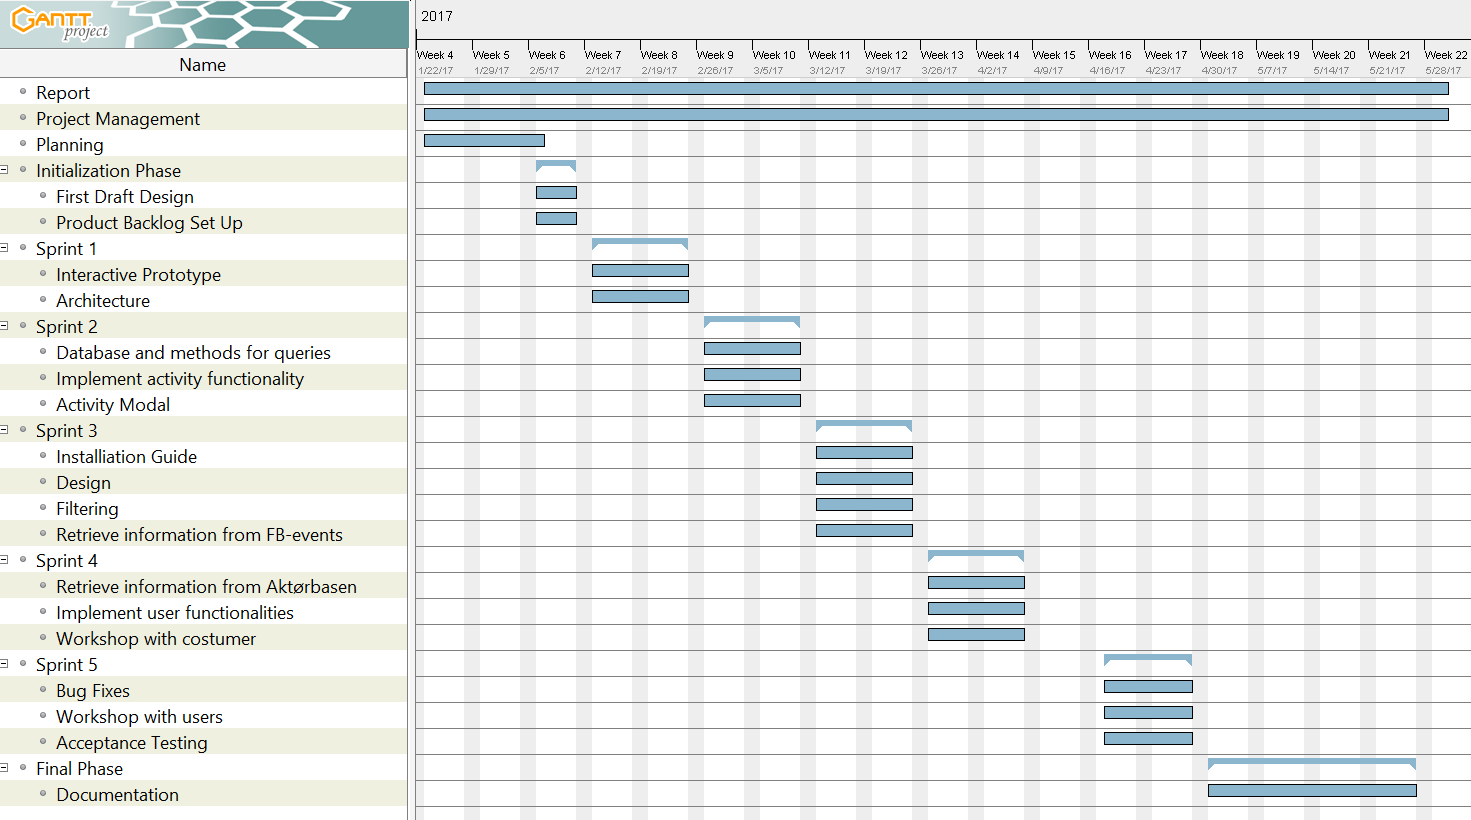 GANTT
project
2017
Week 4 Week 5 Week 6 Week 7 Week 8 Week 9 Week 10 Week 11 Week 12 Week 13 Week 14 Week 15 Week 16 Week 17 Week 18 Week 19 Week 20 Week 21 Week 22
1/22/17 1/29/17 2/5/17 2/12/17 2/19/17 2/26/17 3/5/17 3/12/17 3/19/17 3/26/17 4/2/17 4/9/17 4/16/17 4/23/17 4/30/17 5/7/17 5/14/17 5/21/17 5/28/17
Name
Report
Project Management
Planning
Initialization Phase
First Draft Design
Product Backlog Set Up
Sprint 1
Interactive Prototype
Architecture
Sprint 2
Database and methods for queries
Implement activity functionality
Activity Modal
Sprint 3
Installiation Guide
Design
Filtering
Retrieve information from FB-events
Sprint 4
Retrieve information from Aktørbasen
Implement user functionalities
Workshop with costumer
Sprint 5
Bug Fixes
Workshop with users
Acceptance Testing
Final Phase
Documentation